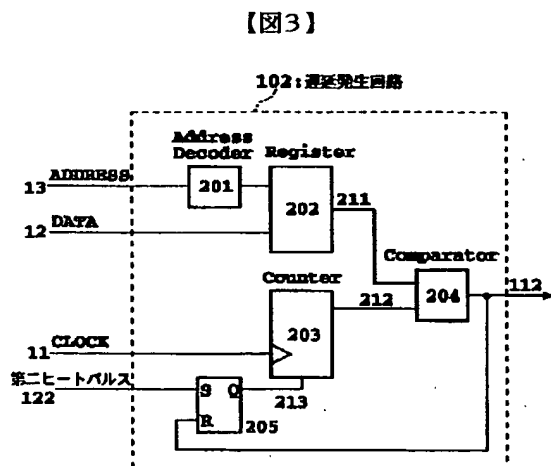 【図3】
102:遅延発生回路
Address
Decoder
Register
13
ADDRESS
201
202
211
12
DATA
Comparator
Counter
204
112
212
203
11
CLOCK
第二ヒートパルス
122
S Q
213
R
205